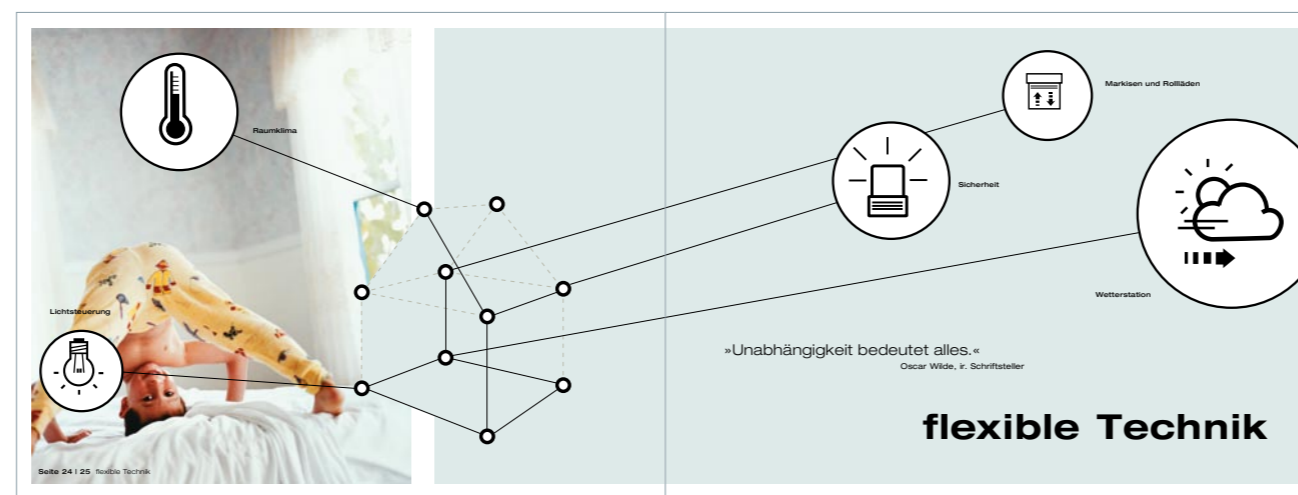 Raumklima
Lichtsteuerung
Markisen und Rollläden
Sicherheit
Wetterstation
»Unabhängigkeit bedeutet alles.«
Oscar Wilde, ir. Schriftsteller
flexible Technik
Seite 24 | 25 flexible Technik